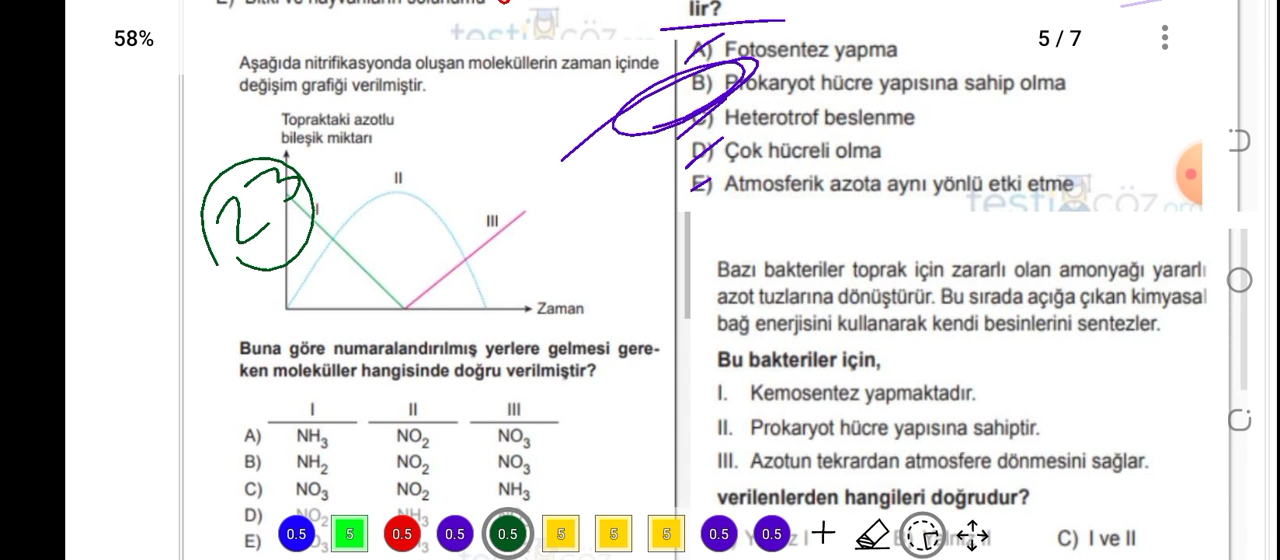 58%
5 / 7
Aşağıda nitrifikasyonda oluşan moleküllerin zaman içinde
değişim grafiği verilmiştir.
Topraktaki azotlu
bileşik miktarı
I
II
III
Zaman
23
Buna göre numaralandırılmış yerlere gelmesi gere-
ken moleküller hangisinde doğru verilmiştir?
I II III
A) NH3 NO2 NO3
B) NH2 NO2 NO3
C) NO3 NO2 NH3
D) NO2 NH3
E)
lir?
A) Fotosentez yapma
B) Prokaryot hücre yapısına sahip olma
C) Heterotrof beslenme
D) Çok hücreli olma
E) Atmosferik azota aynı yönlü etki etme
testcöz.org
Bazı bakteriler toprak için zararlı olan amonyağı yararlı
azot tuzlarına dönüştürür. Bu sırada açığa çıkan kimyasal
bağ enerjisini kullanarak kendi besinlerini sentezler.
Bu bakteriler için,
I. Kemosentez yapmaktadır.
II. Prokaryot hücre yapısına sahiptir.
III. Azotun tekrardan atmosfere dönmesini sağlar.
verilenlerden hangileri doğrudur?
C) I ve II
0.5 5 0.5 0.5 0.5 5 5 5 0.5 0.5